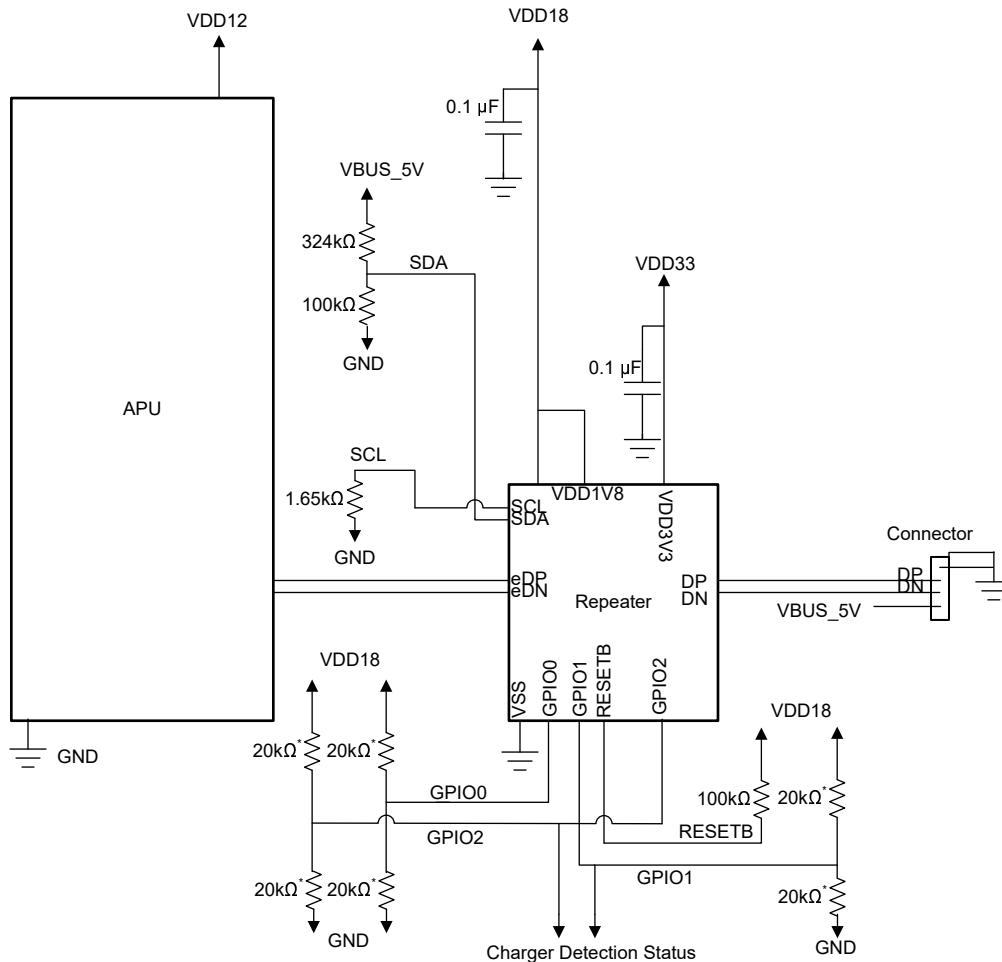 VDD12
VDD18
0.1 µF
VBUS_5V
324kΩ
SDA
100kΩ
GND
VDD33
0.1 µF
APU
SCL
1.65kΩ
GND
SCL
SDA
VDD1V8
VDD3V3
Connector
eDP
eDN
Repeater
DP
DN
DP
DN
VBUS_5V
VSS
GPIO0
GPIO1
RESETB
GPIO2
GND
VDD18
20kΩ*
20kΩ*
GPIO0
GPIO2
20kΩ*
20kΩ*
GND
VDD18
100kΩ
20kΩ*
RESETB
GPIO1
20kΩ*
GND
Charger Detection Status